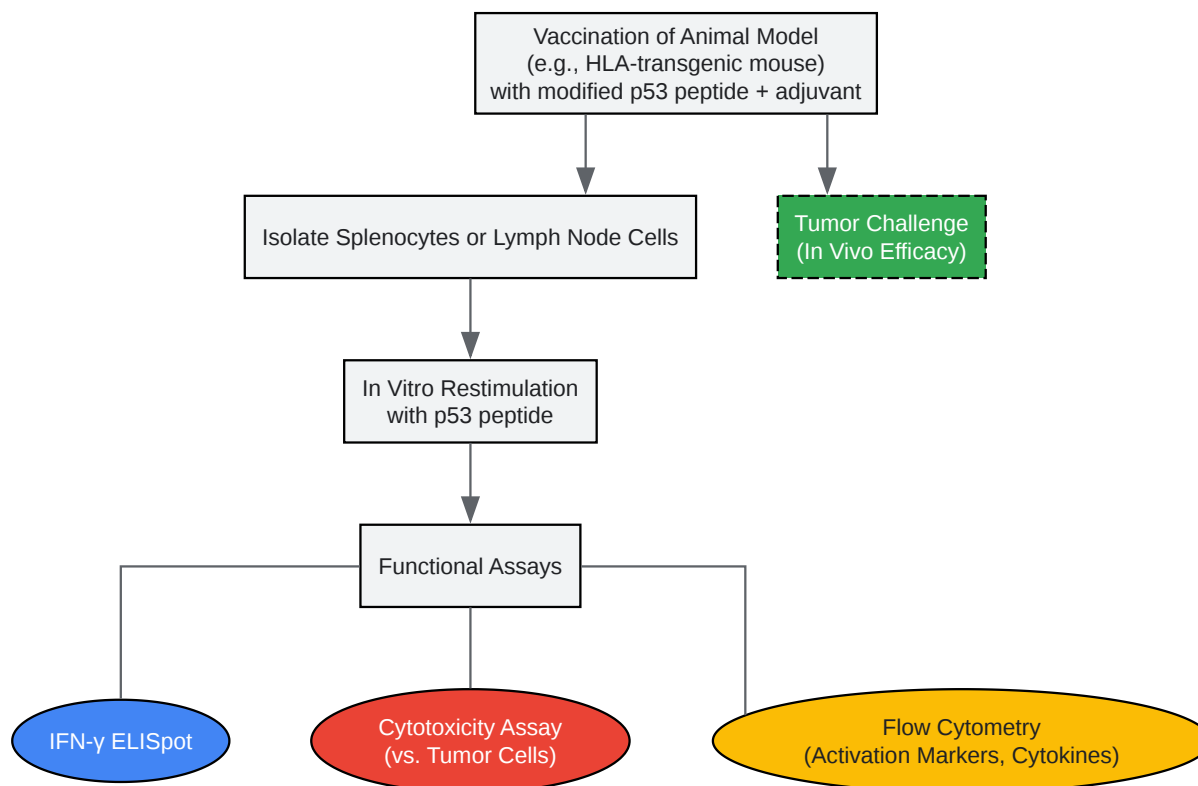 Vaccination of Animal Model
(e.g., HLA-transgenic mouse)
with modified p53 peptide + adjuvant
Isolate Splenocytes or Lymph Node Cells
Tumor Challenge
(In Vivo Efficacy)
In Vitro Restimulation
with p53 peptide
Functional Assays
IFN-γ ELISpot
Cytotoxicity Assay
(vs. Tumor Cells)
Flow Cytometry
(Activation Markers, Cytokines)